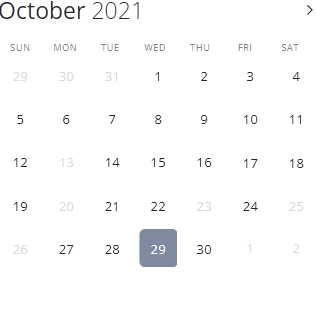 October 2021
SUN MON TUE WED THU FRI SAT
29 30 31 1 2 3 4
5 6 7 8 9 10 11
12 13 14 15 16 17 18
19 20 21 22 23 24 25
26 27 28 29 30 1 2